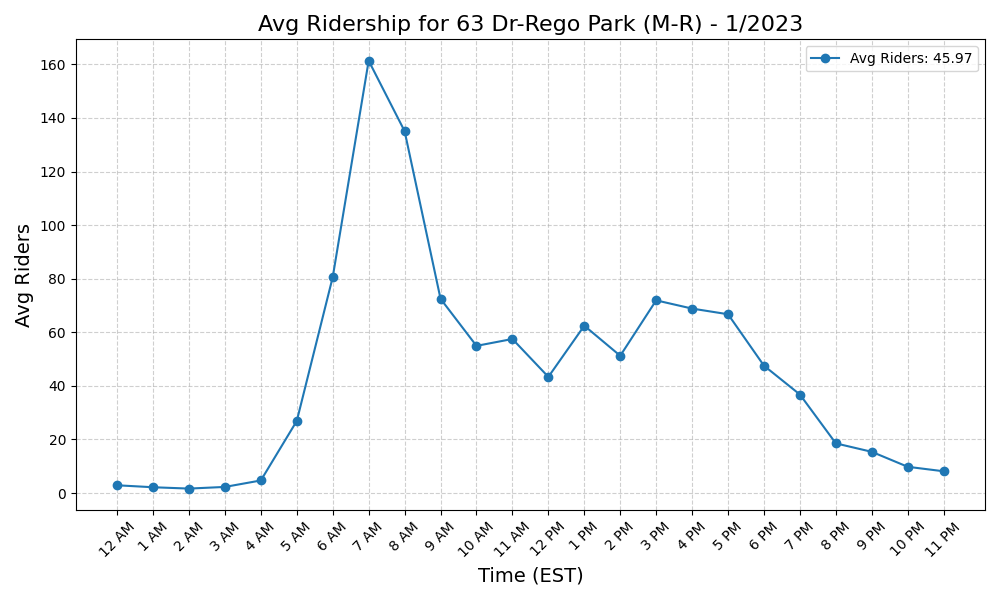 Avg Ridership for 63 Dr-Rego Park (M-R) - 1/2023
Avg Riders: 45.97
Avg Riders
160
140
120
100
80
60
40
20
0
12 AM
1 AM
2 AM
3 AM
4 AM
5 AM
6 AM
7 AM
8 AM
9 AM
10 AM
11 AM
12 PM
1 PM
2 PM
3 PM
4 PM
5 PM
6 PM
7 PM
8 PM
9 PM
10 PM
11 PM
Time (EST)